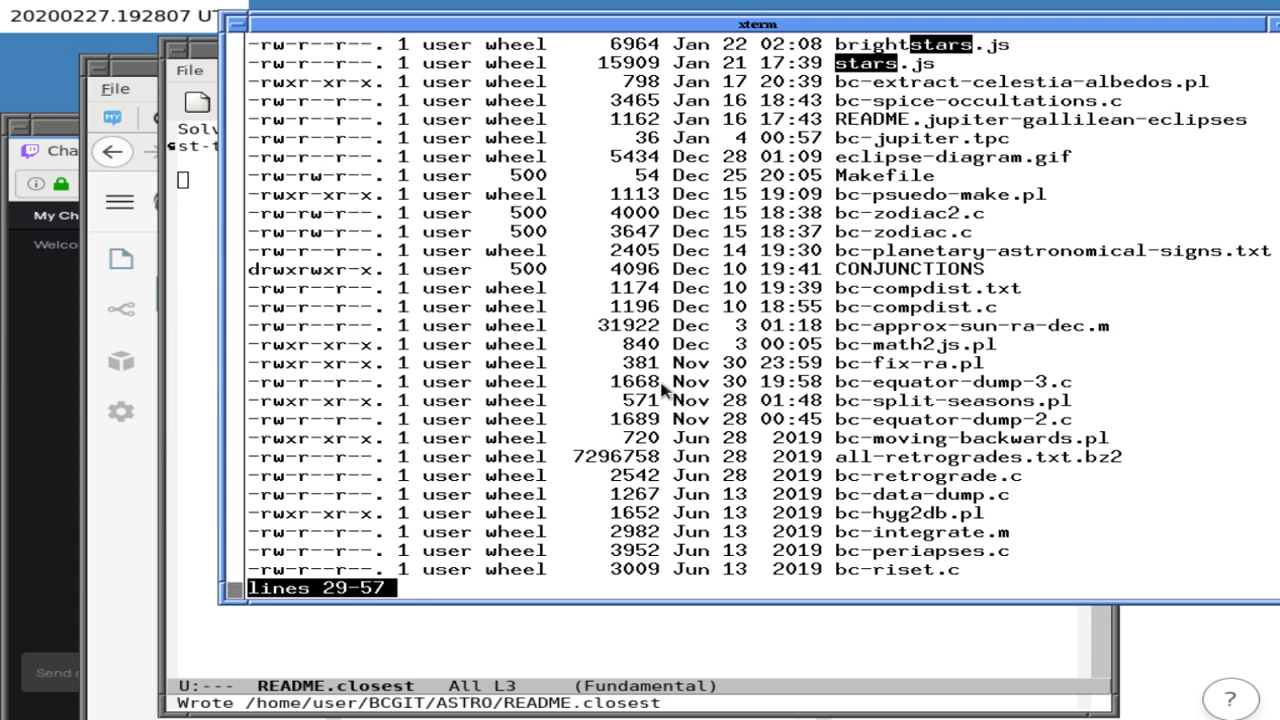 20200227.192807 U
xterm
-rw-r--r--. 1 user wheel 6964 Jan 22 02:08 brightstars.js
-rw-r--r--. 1 user wheel 15909 Jan 21 17:39 stars.js
-rwxr-xr-x. 1 user wheel 798 Jan 17 20:39 bc-extract-celestia-albedos.pl
-rw-r--r--. 1 user wheel 3465 Jan 16 18:43 bc-spice-occultations.c
-rw-r--r--. 1 user wheel 1162 Jan 16 17:43 README.jupiter-gallilean-eclipses
-rw-r--r--. 1 user wheel 36 Jan 4 00:57 bc-jupiter.tpc
-rw-r--r--. 1 user wheel 5434 Dec 28 01:09 eclipse-diagram.gif
-rw-rw-r--. 1 user 500 54 Dec 25 20:05 Makefile
-rwxr-xr-x. 1 user wheel 1113 Dec 15 19:09 bc-psuedo-make.pl
-rw-rw-r--. 1 user 500 4000 Dec 15 18:38 bc-zodiac2.c
-rw-rw-r--. 1 user 500 3647 Dec 15 18:37 bc-zodiac.c
-rw-r--r--. 1 user wheel 2405 Dec 14 19:30 bc-planetary-astronomical-signs.txt
drwxrwxr-x. 1 user 500 4096 Dec 10 19:41 CONJUNCTIONS
-rw-r--r--. 1 user wheel 1174 Dec 10 19:39 bc-compdist.txt
-rw-r--r--. 1 user wheel 1196 Dec 10 18:55 bc-compdist.c
-rw-r--r--. 1 user wheel 31922 Dec 3 01:18 bc-approx-sun-ra-dec.m
-rwxr-xr-x. 1 user wheel 840 Dec 3 00:05 bc-math2js.pl
-rwxr-xr-x. 1 user wheel 381 Nov 30 23:59 bc-fix-ra.pl
-rw-r--r--. 1 user wheel 1668 Nov 30 19:58 bc-equator-dump-3.c
-rwxr-xr-x. 1 user wheel 571 Nov 28 01:48 bc-split-seasons.pl
-rw-r--r--. 1 user wheel 1689 Nov 28 00:45 bc-equator-dump-2.c
-rwxr-xr-x. 1 user wheel 720 Jun 28 2019 bc-moving-backwards.pl
-rw-r--r--. 1 user wheel 7296758 Jun 28 2019 all-retrogrades.txt.bz2
-rw-r--r--. 1 user wheel 2542 Jun 28 2019 bc-retrograde.c
-rw-r--r--. 1 user wheel 1267 Jun 13 2019 bc-data-dump.c
-rwxr-xr-x. 1 user wheel 1652 Jun 13 2019 bc-hyg2db.pl
-rw-r--r--. 1 user wheel 2982 Jun 13 2019 bc-integrate.m
-rw-r--r--. 1 user wheel 3952 Jun 13 2019 bc-periapses.c
-rw-r--r--. 1 user wheel 3009 Jun 13 2019 bc-riset.c
lines 29-57
File
Solv
st-t
File
MY
Cha
My Ch
Welco
Send
U:--- README.closest All L3 (Fundamental)
Wrote /home/user/BCGIT/ASTRO/README.closest
?